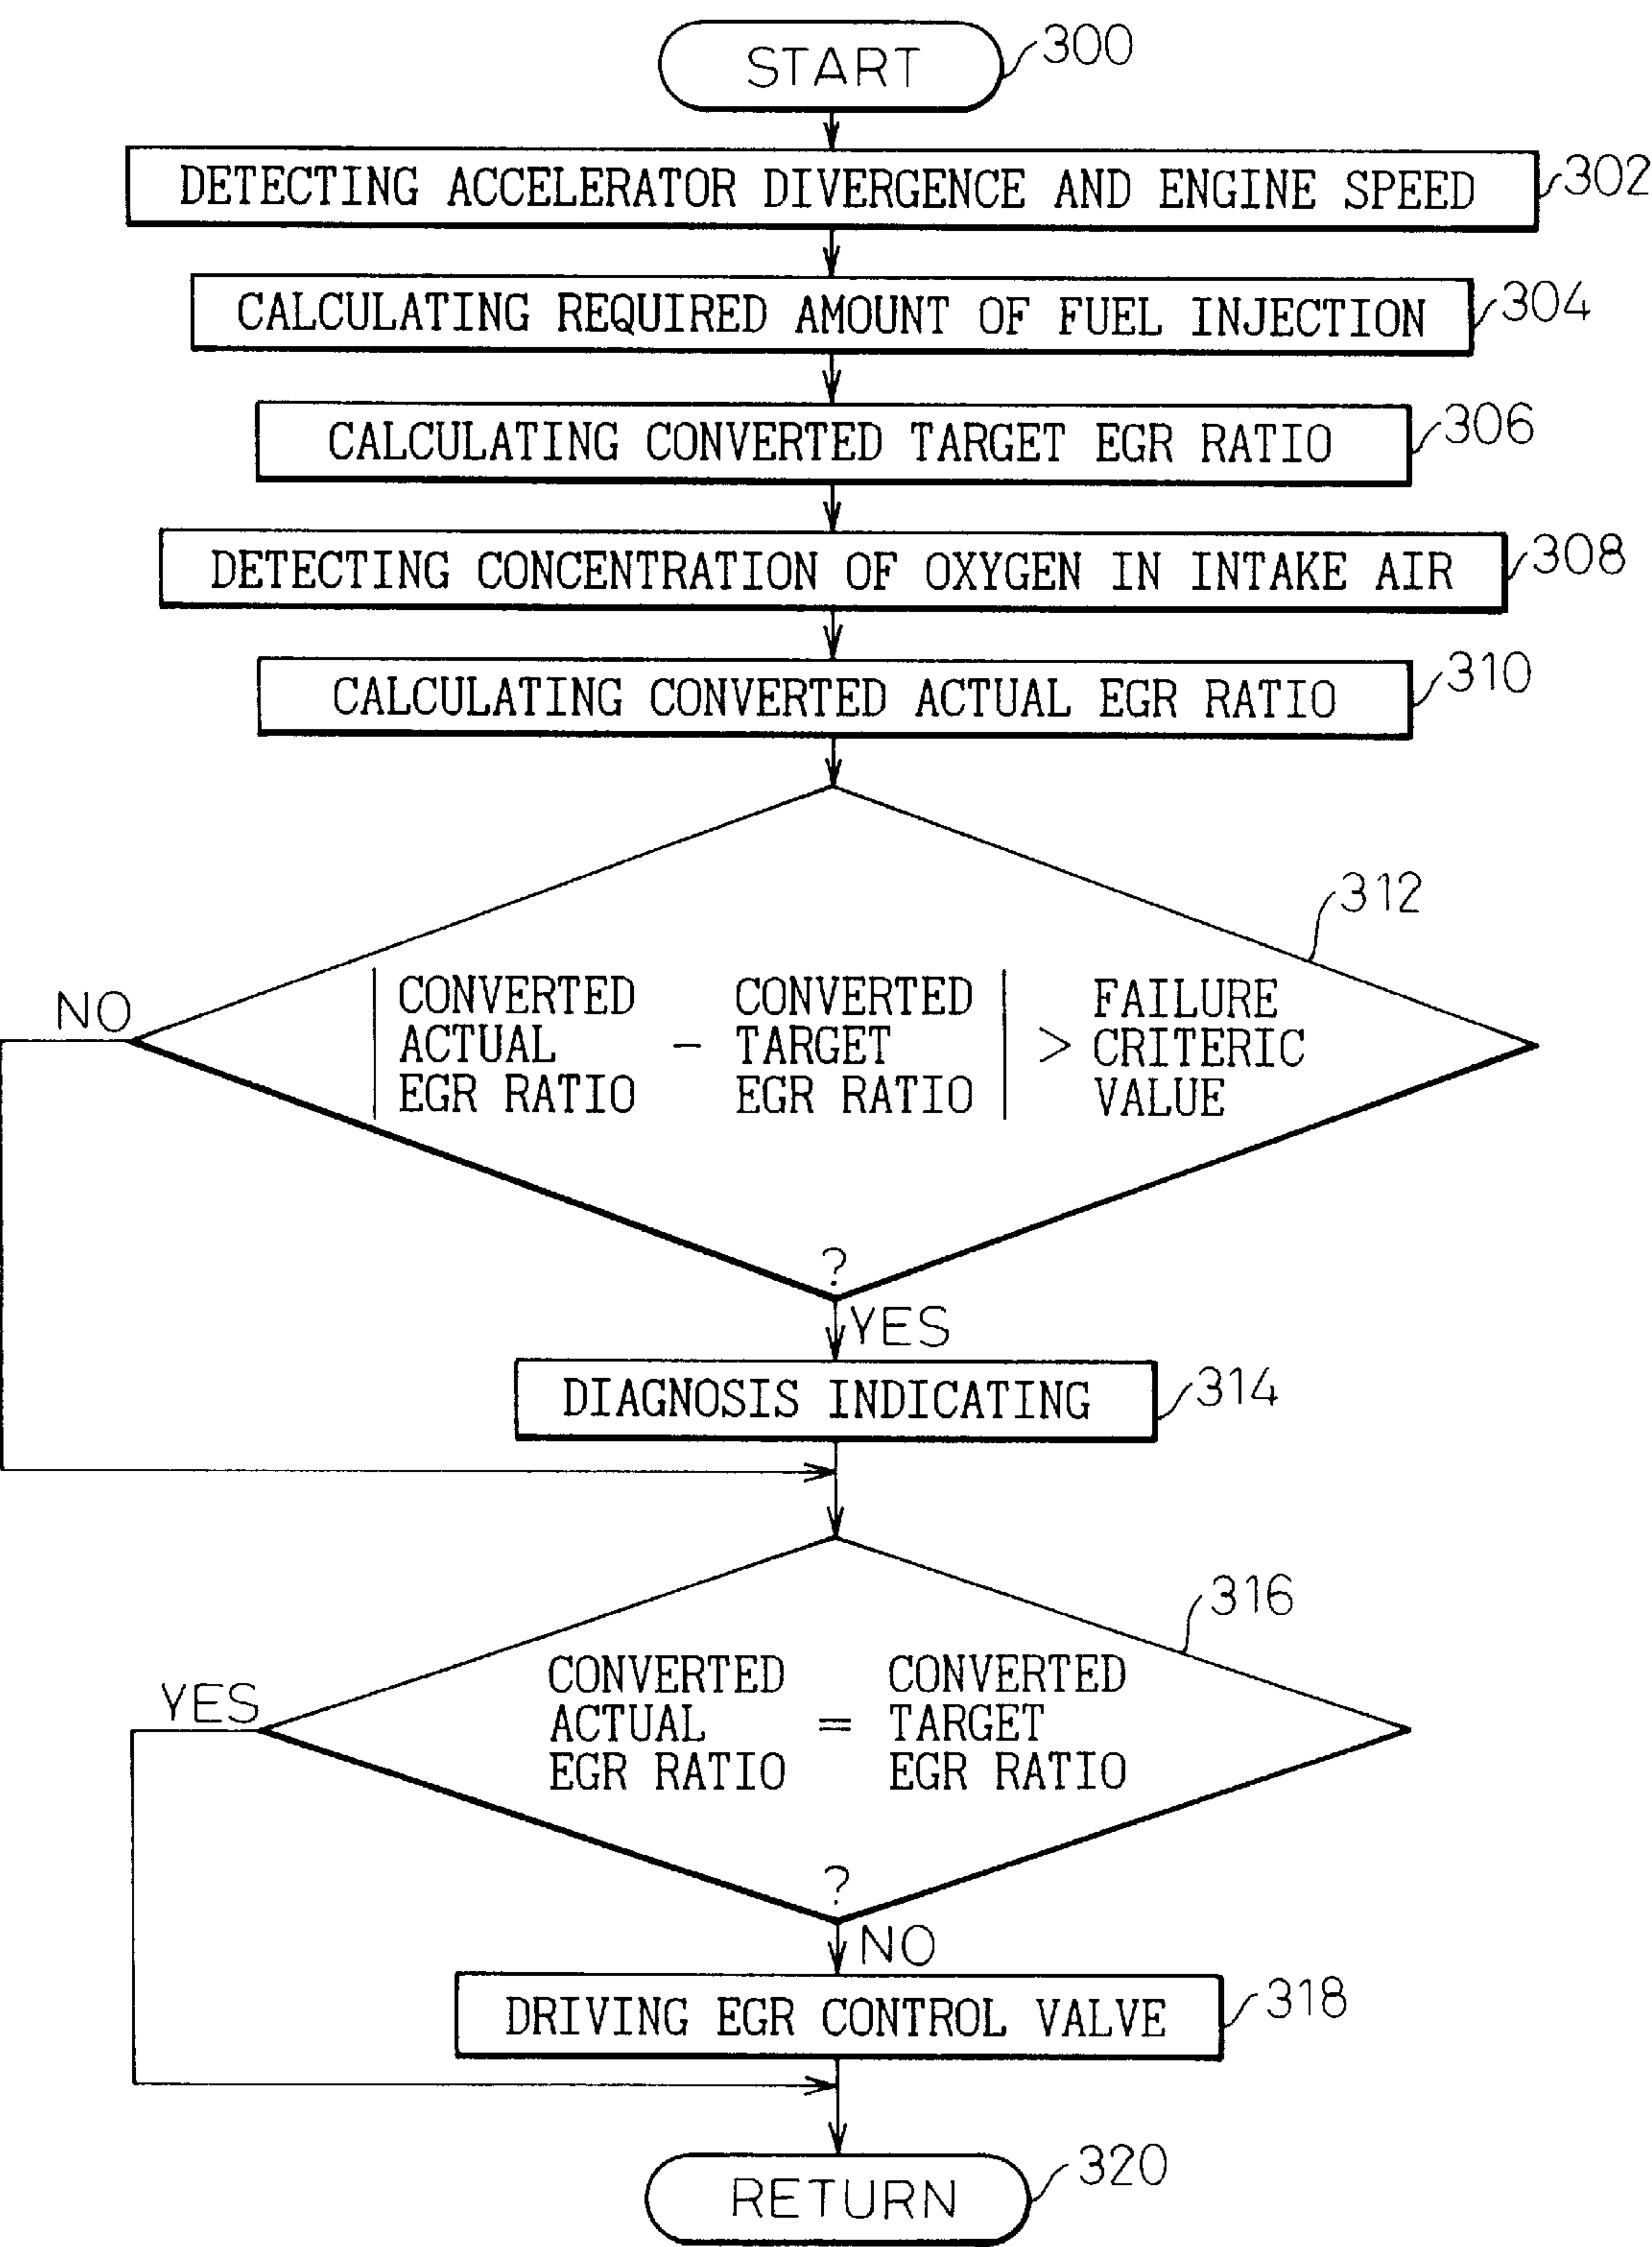 START
300
DETECTING ACCELERATOR DIVERGENCE AND ENGINE SPEED
302
CALCULATING REQUIRED AMOUNT OF FUEL INJECTION
304
CALCULATING CONVERTED TARGET EGR RATIO
306
DETECTING CONCENTRATION OF OXYGEN IN INTAKE AIR
308
CALCULATING CONVERTED ACTUAL EGR RATIO
310
312
NO
| CONVERTED ACTUAL EGR RATIO - CONVERTED TARGET EGR RATIO | > FAILURE CRITERIC VALUE
?
YES
DIAGNOSIS INDICATING
314
316
YES
CONVERTED ACTUAL EGR RATIO = CONVERTED TARGET EGR RATIO
?
NO
DRIVING EGR CONTROL VALVE
318
RETURN
320